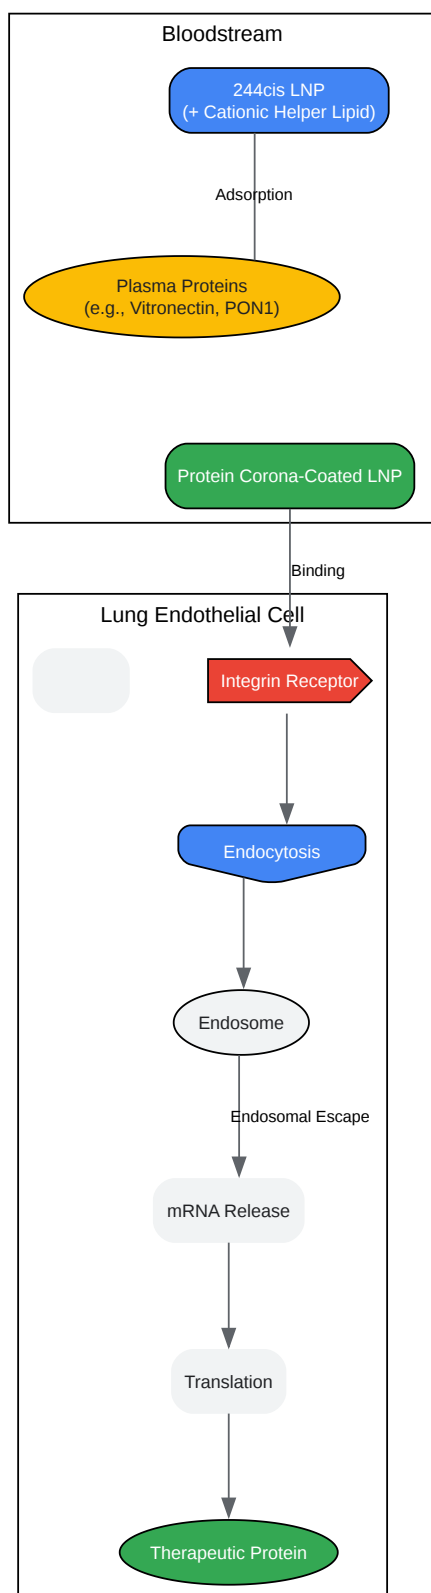 Bloodstream
244cis LNP
(+ Cationic Helper Lipid)
Adsorption
Plasma Proteins
(e.g., Vitronectin, PON1)
Protein Corona-Coated LNP
Binding
Lung Endothelial Cell
Integrin Receptor
Endocytosis
Endosome
Endosomal Escape
mRNA Release
Translation
Therapeutic Protein